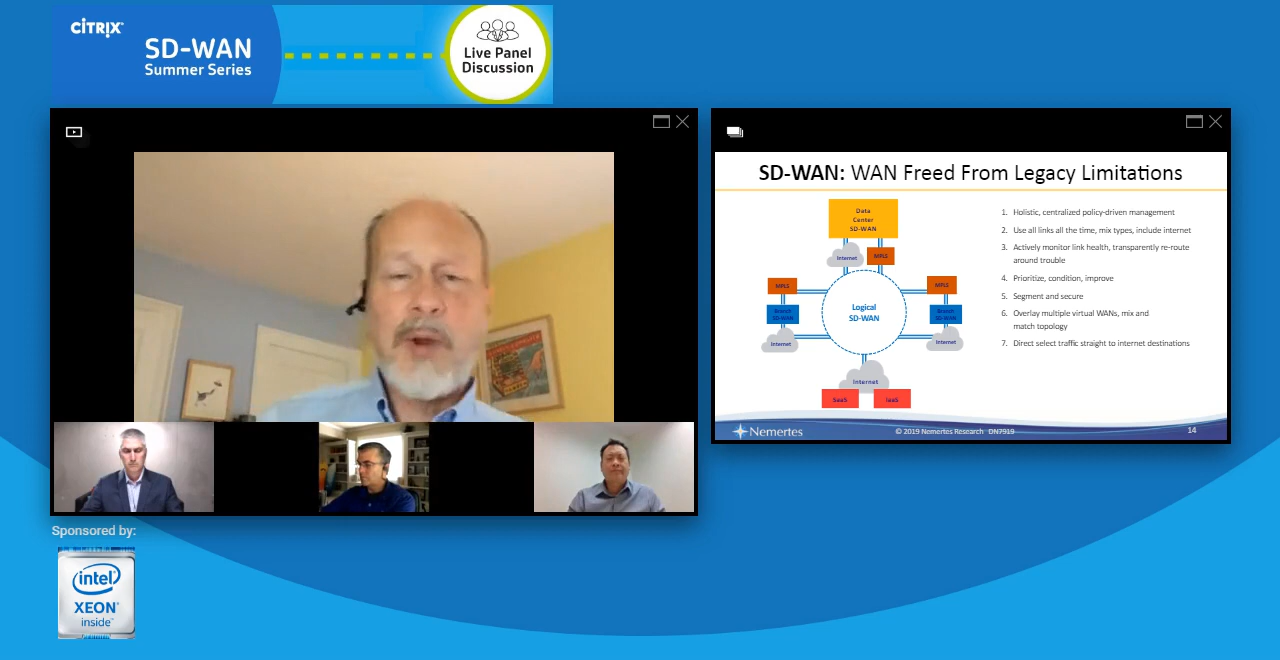 CiTRIX
SD-WAN
Summer Series
Live Panel
Discussion
SD-WAN: WAN Freed From Legacy Limitations
Data
Center
SD-WAN
Internet
MPLS
MPLS
MPLS
Branch
SD-WAN
Logical
SD-WAN
Branch
SD-WAN
Internet
Internet
Internet
SaaS
IaaS
1. Holistic, centralized policy-driven management
2. Use all links all the time, mix types, include internet
3. Actively monitor link health, transparently re-route
around trouble
4. Prioritize, condition, improve
5. Segment and secure
6. Overlay multiple virtual WANs, mix and
match topology
7. Direct select traffic straight to internet destinations
Nemertes
© 2019 Nemertes Research DN7919
14
Sponsored by:
intel
XEON®
inside™